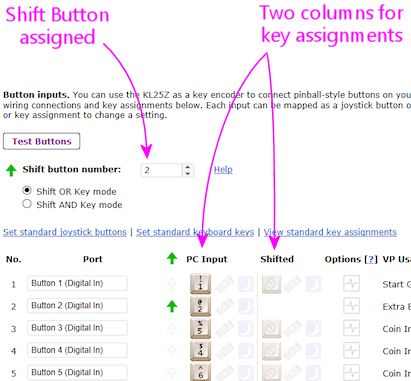 Shift Button
assigned
Two columns for
key assignments
Button inputs. You can use the KL25Z as a key encoder to connect pinball-style buttons on you
wiring connections and key assignments below. Each input can be mapped as a joystick button o
or key assignment to change a setting.
Test Buttons
Shift button number: 2 Help
Shift OR Key mode
Shift AND Key mode
Set standard joystick buttons | Set standard keyboard keys | View standard key assignments
No. Port PC Input Shifted Options [?] VP Usa
1 Button 1 (Digital In) ! 1 Start G
2 Button 2 (Digital In) @ 2 Extra B
3 Button 3 (Digital In) % 5 Coin I
4 Button 4 (Digital In) $ 4 Coin I
5 Button 5 (Digital In) ^ 6 Coin I